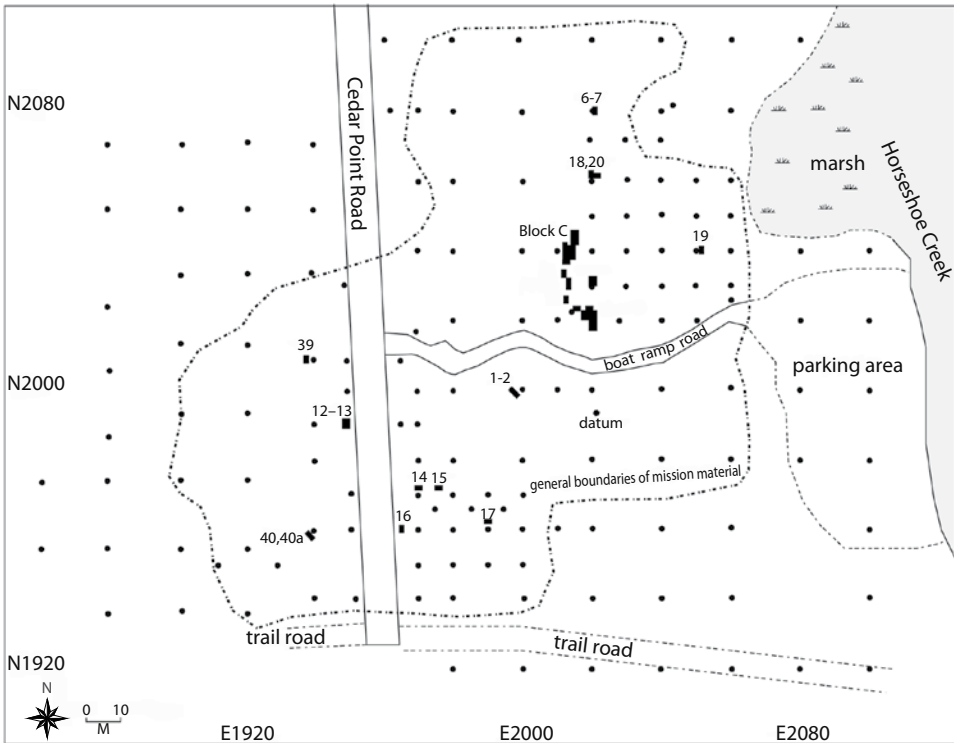 N2080
Cedar Point Road
6-7
marsh
Horseshoe Creek
18,20
Block C
19
boat ramp road
39
parking area
N2000
1-2
12–13
datum
general boundaries of mission material
14
15
16
17
40,40a
trail road
trail road
N1920
N
0 10
M
E1920
E2000
E2080